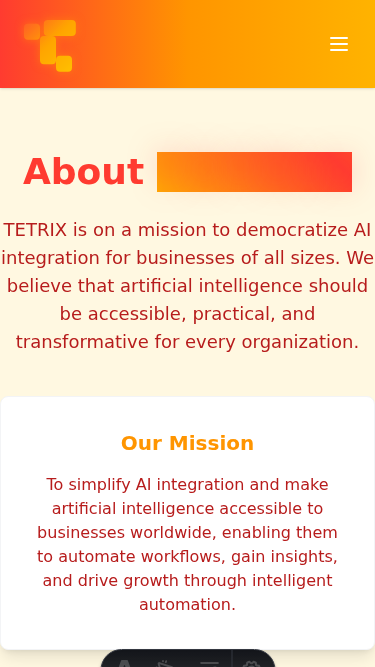 About
TETRIX is on a mission to democratize AI
integration for businesses of all sizes. We
believe that artificial intelligence should
be accessible, practical, and
transformative for every organization.
Our Mission
To simplify AI integration and make
artificial intelligence accessible to
businesses worldwide, enabling them
to automate workflows, gain insights,
and drive growth through intelligent
automation.